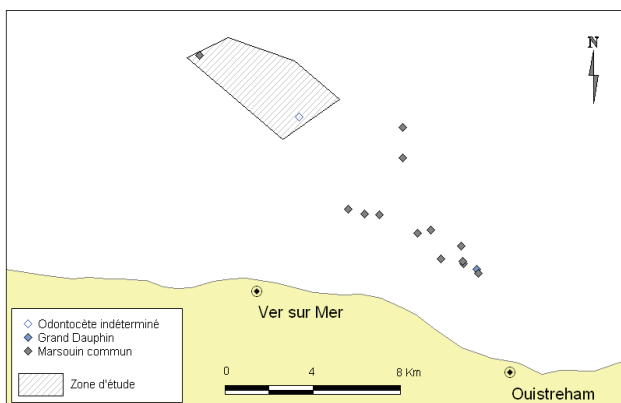 N
Ver sur Mer
Odontocète indéterminé
Grand Dauphin
Marsouin commun
Zone d'étude
0 4 8 Km
Ouistreham